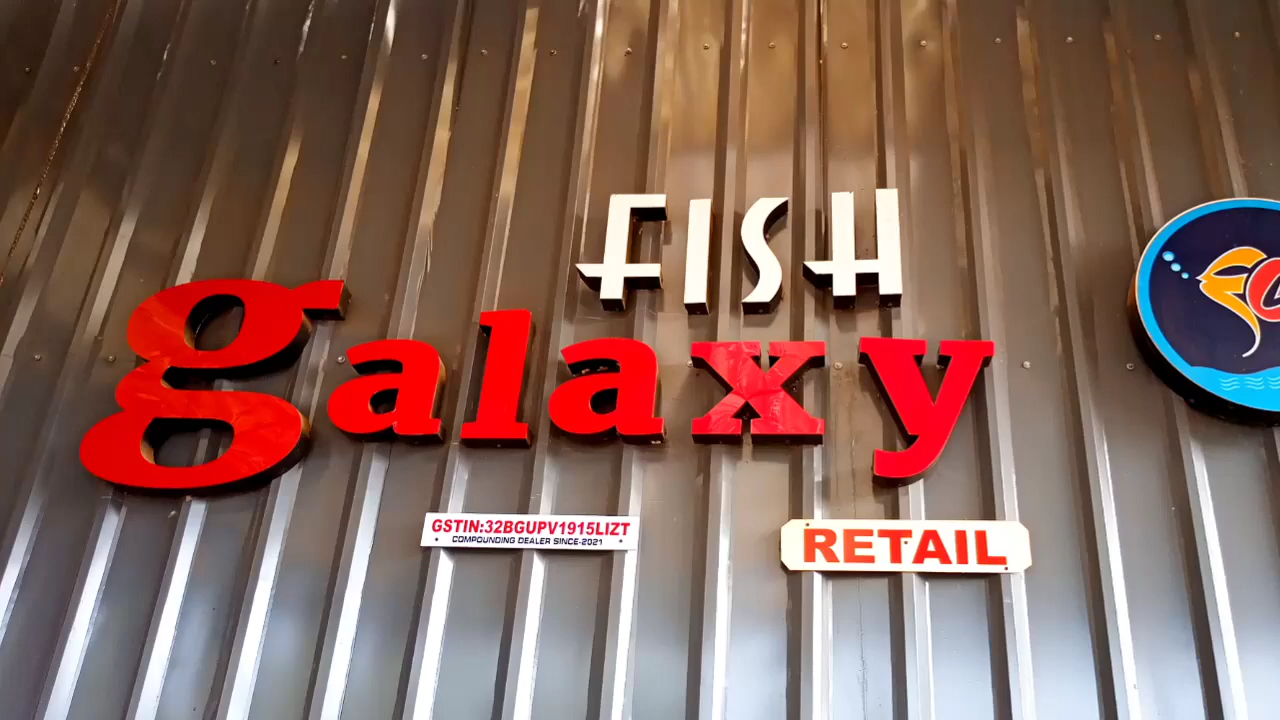 FISH
galaxy
GSTIN:32BGUPV1915LIZT
COMPOUNDING DEALER SINCE-2021
RETAIL